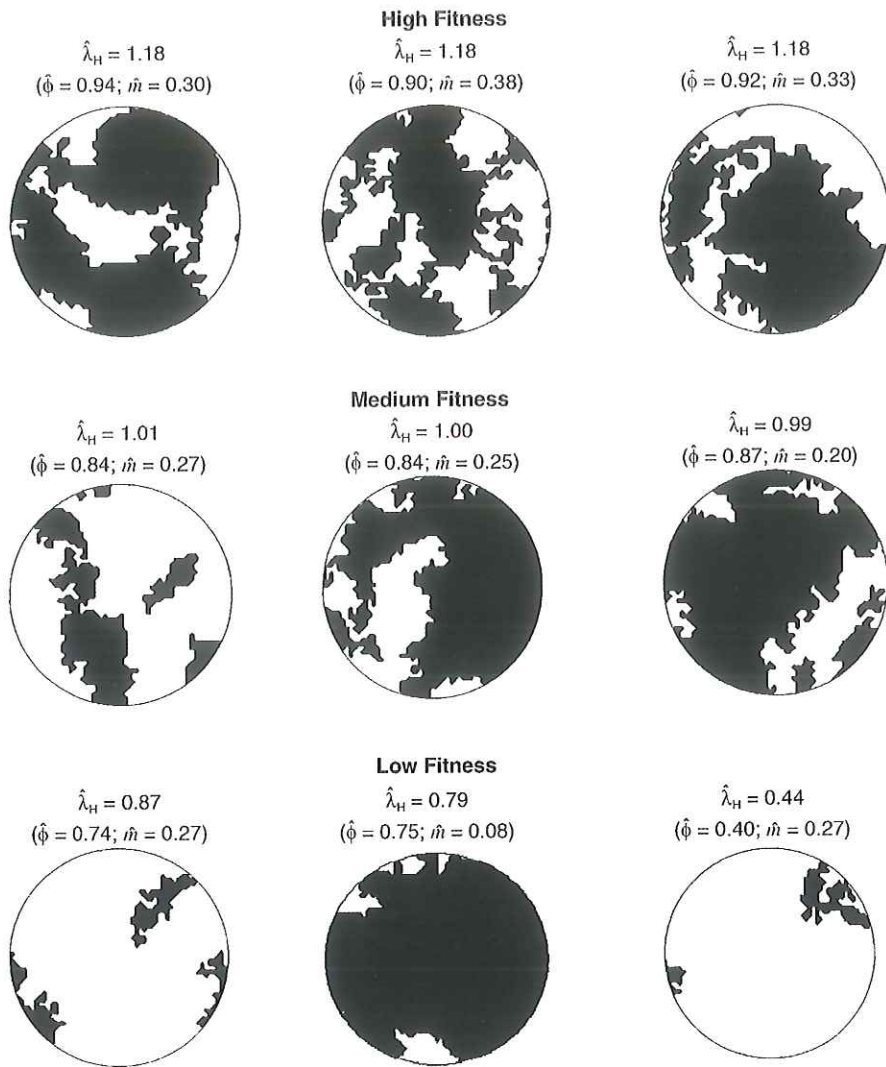 High Fitness
λ̂H = 1.18
(φ̂ = 0.94; m̂ = 0.30)
λ̂H = 1.18
(φ̂ = 0.90; m̂ = 0.38)
λ̂H = 1.18
(φ̂ = 0.92; m̂ = 0.33)
Medium Fitness
λ̂H = 1.01
(φ̂ = 0.84; m̂ = 0.27)
λ̂H = 1.00
(φ̂ = 0.84; m̂ = 0.25)
λ̂H = 0.99
(φ̂ = 0.87; m̂ = 0.20)
Low Fitness
λ̂H = 0.87
(φ̂ = 0.74; m̂ = 0.27)
λ̂H = 0.79
(φ̂ = 0.75; m̂ = 0.08)
λ̂H = 0.44
(φ̂ = 0.40; m̂ = 0.27)